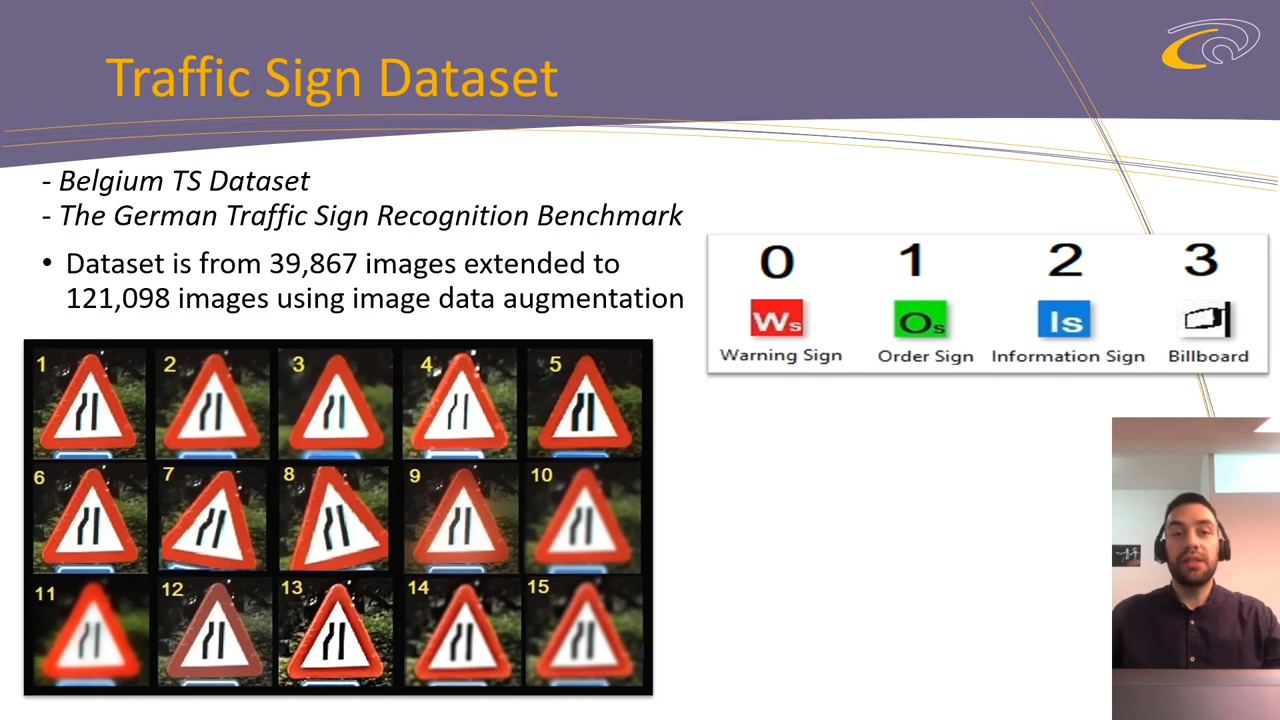 Traffic Sign Dataset
- Belgium TS Dataset
- The German Traffic Sign Recognition Benchmark
• Dataset is from 39,867 images extended to
121,098 images using image data augmentation
0 1 2 3
Ws Os Is
Warning Sign Order Sign Information Sign Billboard
1 2 3 4 5
6 7 8 9 10
11 12 13 14 15